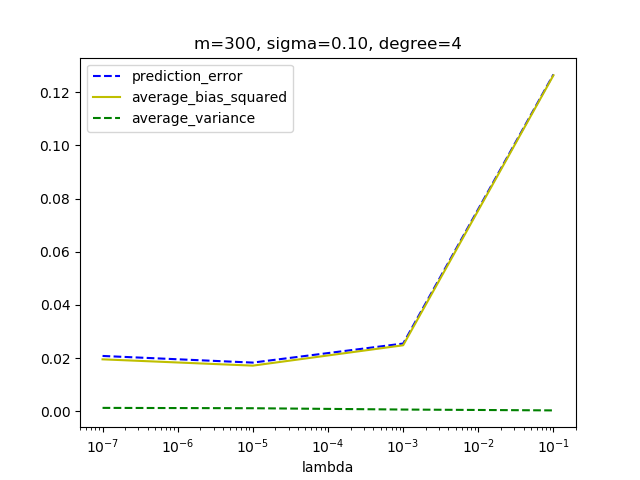 m=300, sigma=0.10, degree=4
prediction_error
average_bias_squared
average_variance
0.12
0.10
0.08
0.06
0.04
0.02
0.00
10⁻⁷ 10⁻⁶ 10⁻⁵ 10⁻⁴ 10⁻³ 10⁻² 10⁻¹
lambda